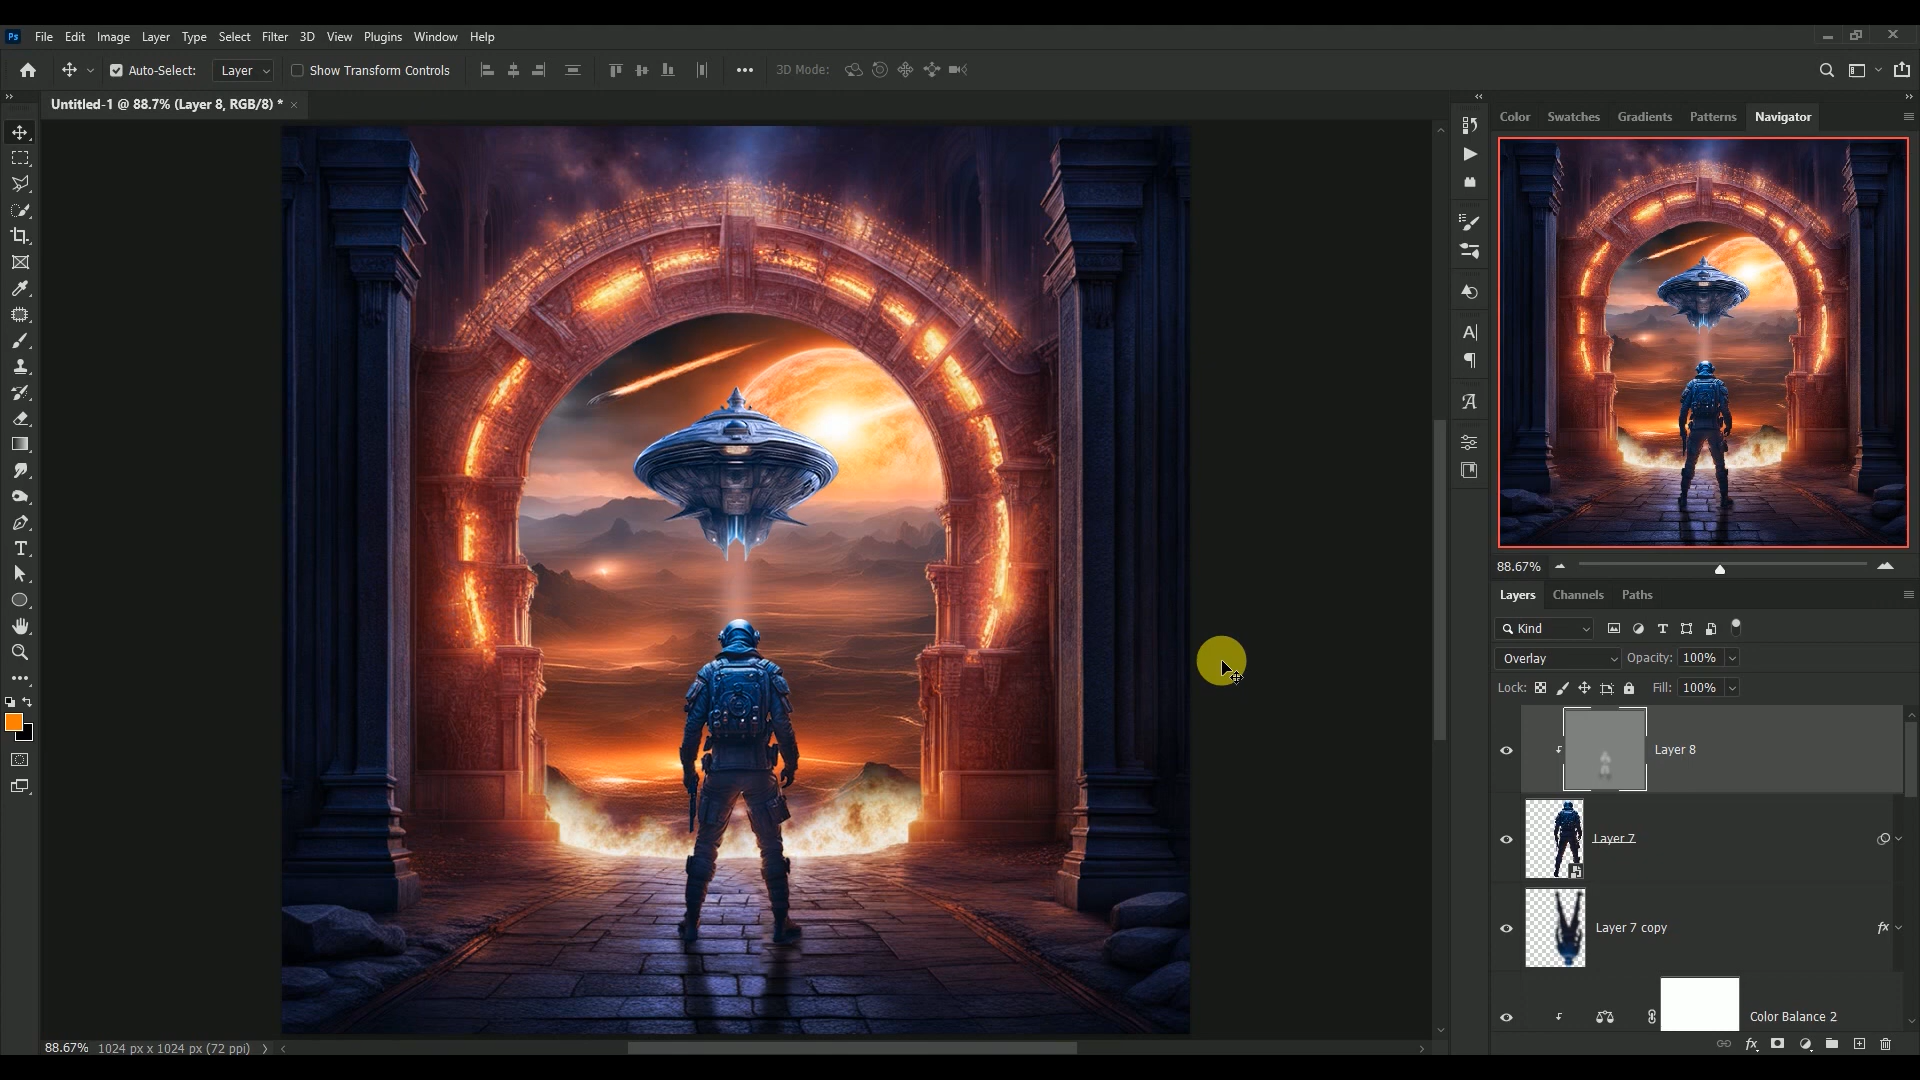 Ps File Edit Image Layer Type Select Filter 3D View Plugins Window Help
Auto-Select: Layer Show Transform Controls 3D Mode:
Untitled-1 @ 88.7% (Layer 8, RGB/8) *
Color Swatches Gradients Patterns Navigator
88.67%
Layers Channels Paths
Kind
Overlay Opacity: 100%
Lock: Fill: 100%
Layer 8
Layer 7
Layer 7 copy
fx
Color Balance 2
88.67% 1024 px x 1024 px (72 ppi)
fx